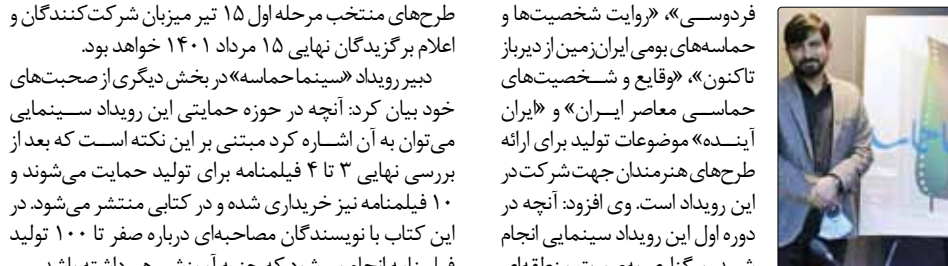 فردوسی»، «روایت شخصیت‌ها و
حماسه‌های بومی ایران‌زمین از دیرباز
تاکنون»، «وقایع و شخصیت‌های
حماسی معاصر ایران» و «ایران
آینده» موضوعات تولید برای ارائه
طرح‌های هنرمندان جهت شرکت در
این رویداد است. وی افزود: آنچه در
دوره اول این رویداد سینمایی انجام
طرح‌های منتخب مرحله اول ۱۵ تیر میزبان شرکت‌کنندگان و
اعلام برگزیدگان نهایی ۱۵ مرداد ۱۴۰۱ خواهد بود.
دبیر رویداد «سینماحماسه» در بخش دیگری از صحبت‌های
خود بیان کرد: آنچه در حوزه حمایتی این رویداد سینمایی
می‌توان به آن اشاره کرد مبتنی بر این نکته است که بعد از
بررسی نهایی ۳ تا ۴ فیلمنامه برای تولید حمایت می‌شوند و
۱۰ فیلمنامه نیز خریداری شده و در کتابی منتشر می‌شود. در
این کتاب با نویسندگان مصاحبه‌ای درباره صفر تا ۱۰۰ تولید